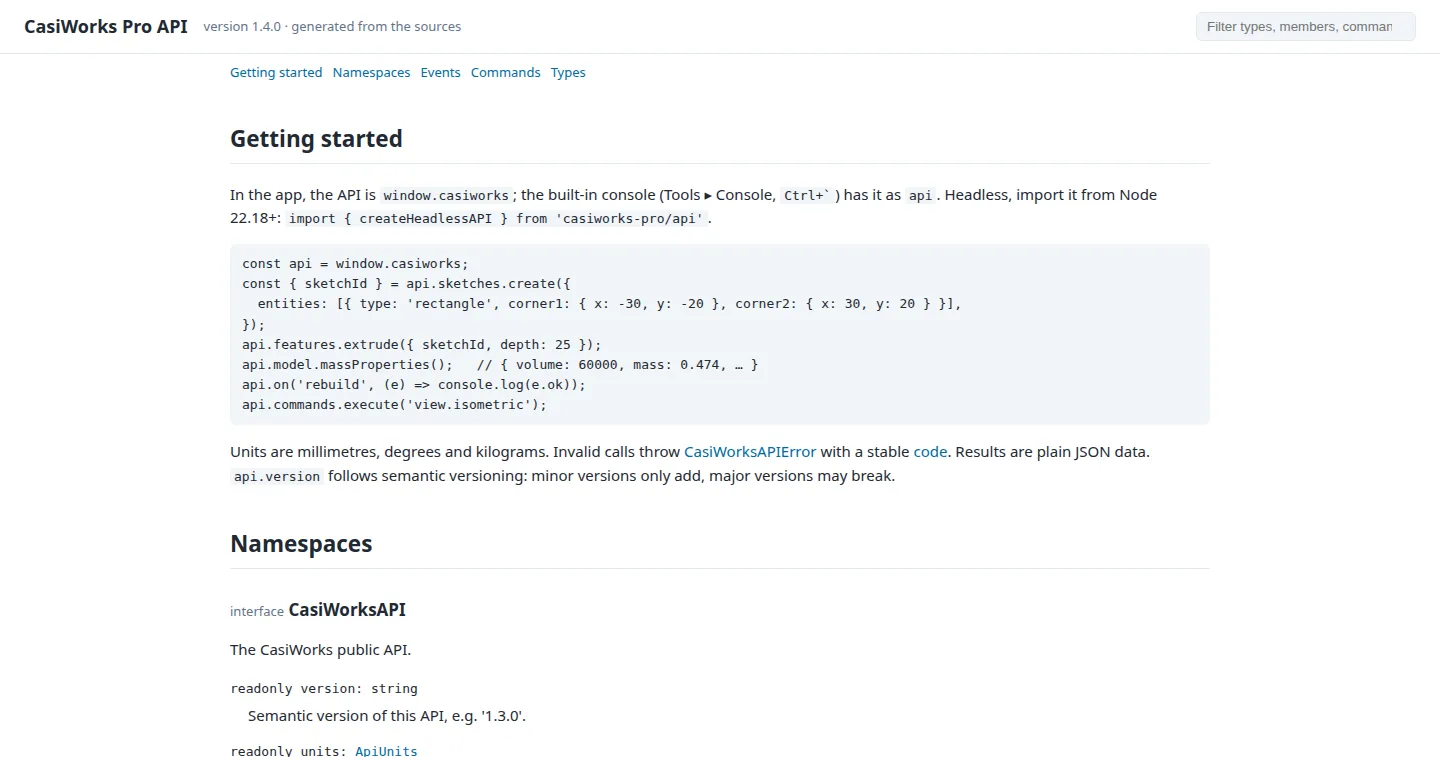 CasiWorks Pro API version 1.4.0 · generated from the sources Filter types, members, comman
Getting started Namespaces Events Commands Types
Getting started
In the app, the API is window.casiworks; the built-in console (Tools ▸ Console, Ctrl+`) has it as api. Headless, import it from Node
22.18+: import { createHeadlessAPI } from 'casiworks-pro/api'.
const api = window.casiworks;
const { sketchId } = api.sketches.create({
  entities: [{ type: 'rectangle', corner1: { x: -30, y: -20 }, corner2: { x: 30, y: 20 } }],
});
api.features.extrude({ sketchId, depth: 25 });
api.model.massProperties();   // { volume: 60000, mass: 0.474, … }
api.on('rebuild', (e) => console.log(e.ok));
api.commands.execute('view.isometric');
Units are millimetres, degrees and kilograms. Invalid calls throw CasiWorksAPIError with a stable code. Results are plain JSON data.
api.version follows semantic versioning: minor versions only add, major versions may break.
Namespaces
interface CasiWorksAPI
The CasiWorks public API.
readonly version: string
Semantic version of this API, e.g. '1.3.0'.
readonly units: ApiUnits